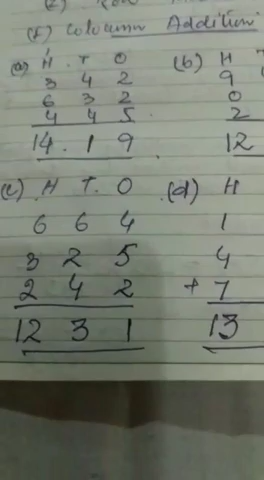 (f) Coloumn Addition
(a) H T O (b) H
3 4 2 9
6 3 2 0
4 4 5 2
14 . 1 9 12
(c) H T. O (d) H
6 6 4 1
3 2 5 4
2 4 2 + 7
12 3 1 13